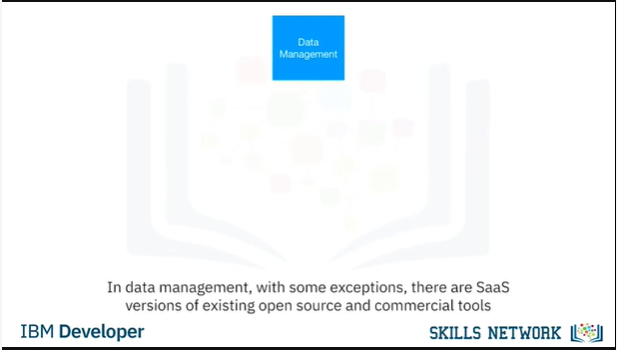 Data
Management
In data management, with some exceptions, there are SaaS
versions of existing open source and commercial tools
IBM Developer
SKILLS NETWORK